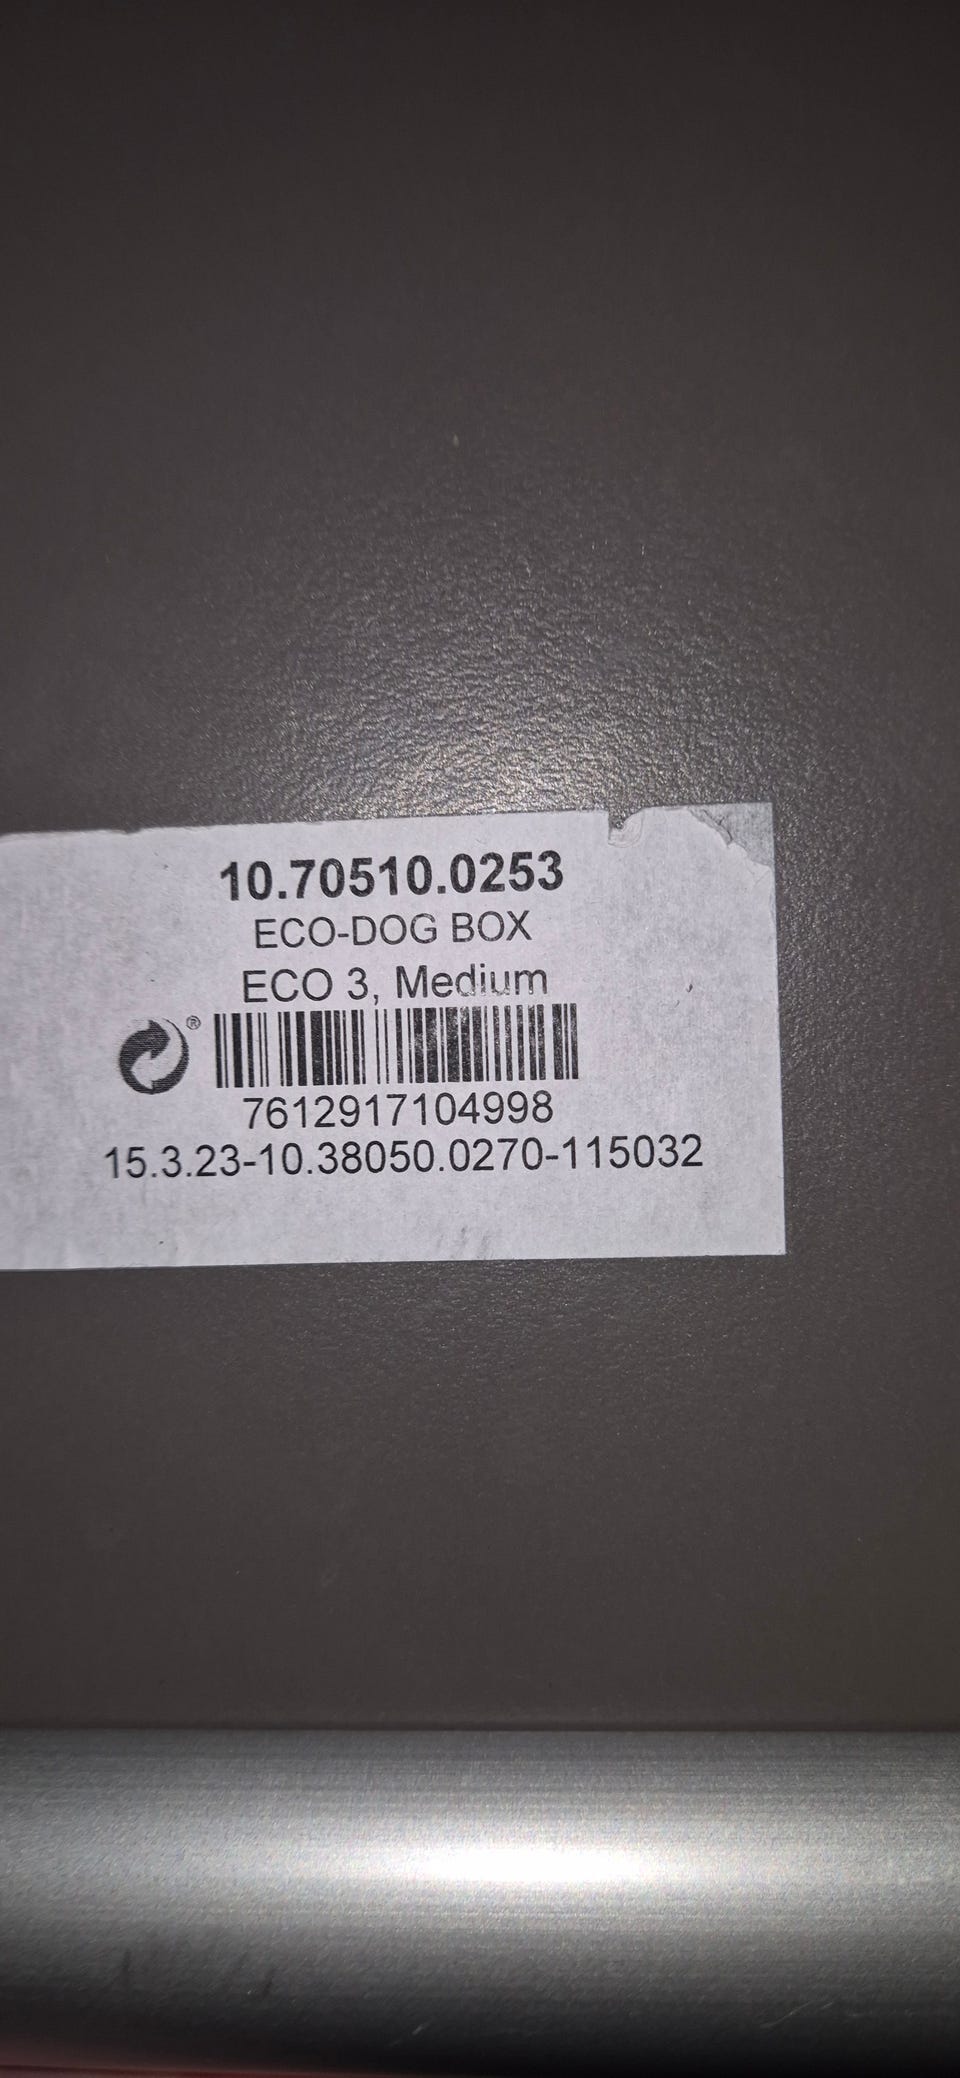 10.70510.0253
ECO-DOG BOX
ECO 3, Medium
®
7612917104998
15.3.23-10.38050.0270-115032